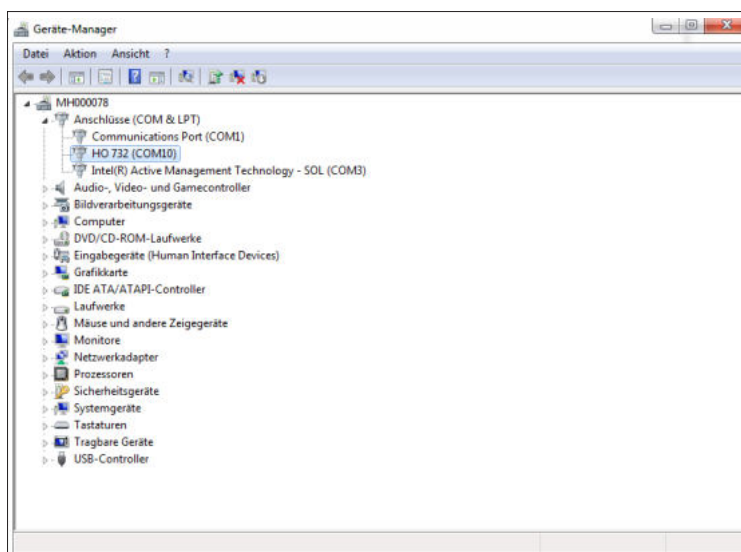 Geräte-Manager
Datei Aktion Ansicht ?
MH000078
Anschlüsse (COM & LPT)
Communications Port (COM1)
HO 732 (COM10)
Intel(R) Active Management Technology - SOL (COM3)
Audio-, Video- und Gamecontroller
Bildverarbeitungsgeräte
Computer
DVD/CD-ROM-Laufwerke
Eingabegeräte (Human Interface Devices)
Grafikkarte
IDE ATA/ATAPI-Controller
Laufwerke
Mäuse und andere Zeigegeräte
Monitore
Netzwerkadapter
Prozessoren
Sicherheitsgeräte
Systemgeräte
Tastaturen
Tragbare Geräte
USB-Controller